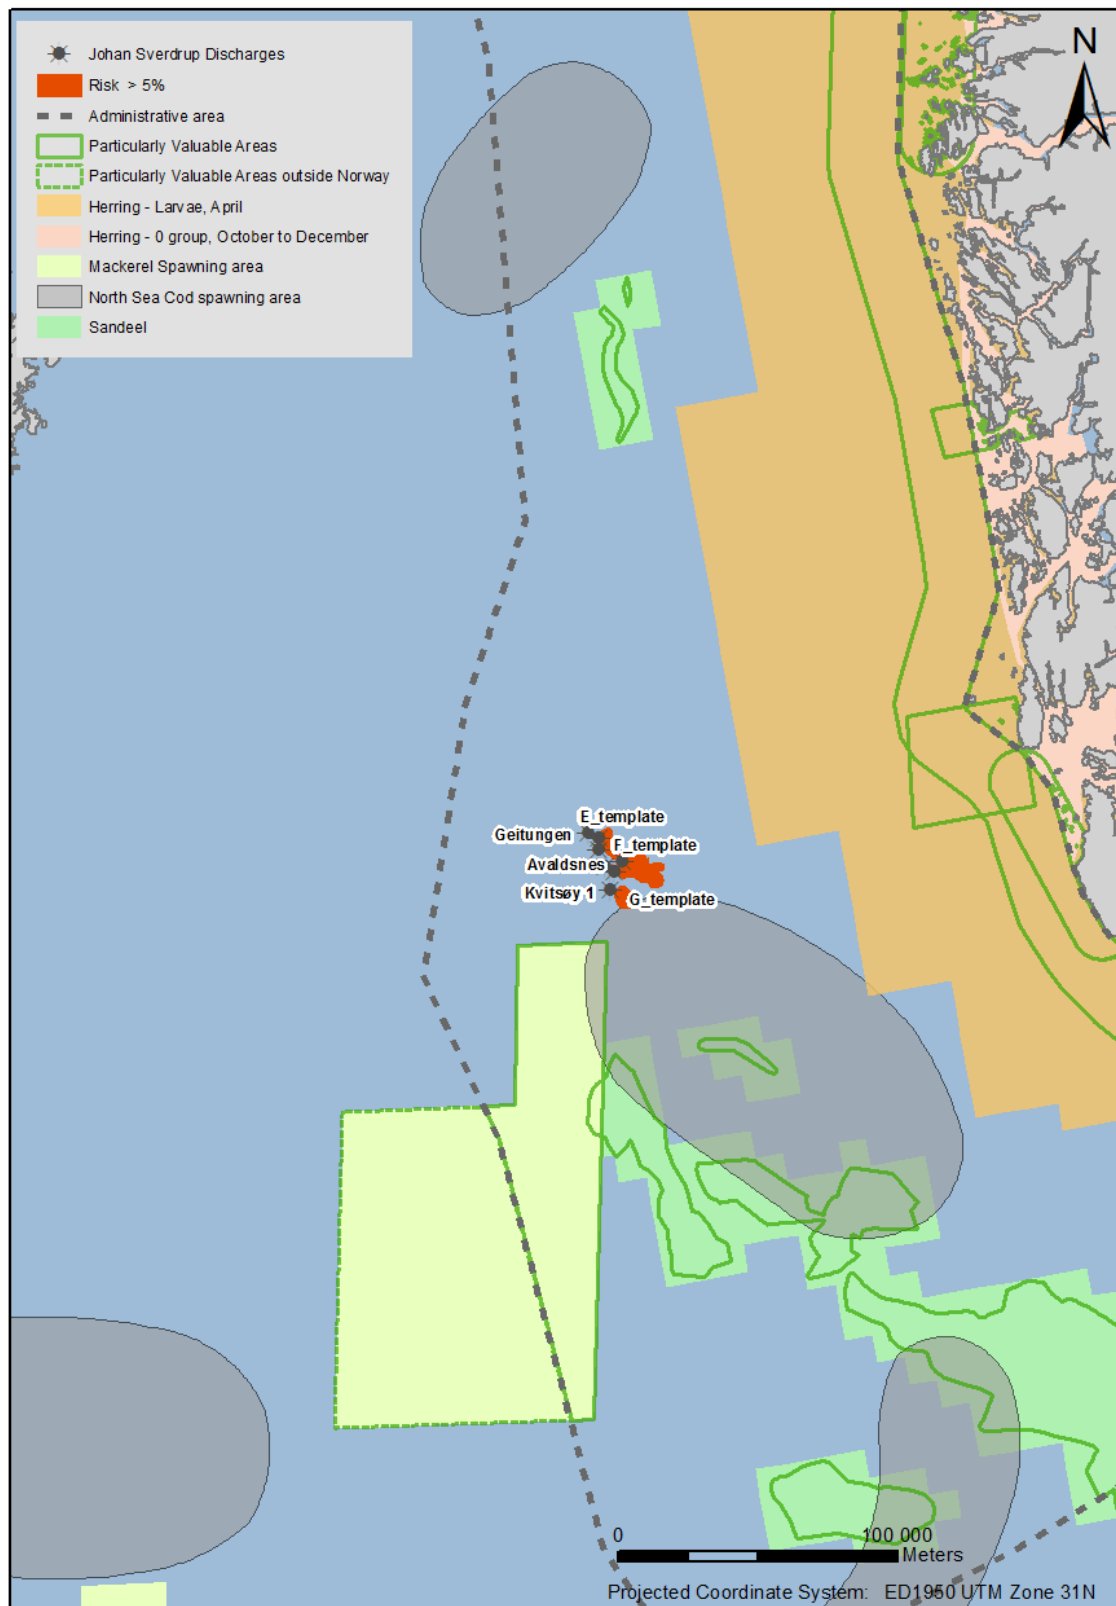 Johan Sverdrup Discharges
Risk > 5%
Administrative area
Particularly Valuable Areas
Particularly Valuable Areas outside Norway
Herring - Larvae, April
Herring - 0 group, October to December
Mackerel Spawning area
North Sea Cod spawning area
Sandeel
N
E_template
Geitungen
F_template
Avaldsnes
Kvitsøy 1
G_template
0 100 000
Meters
Projected Coordinate System: ED1950 UTM Zone 31N